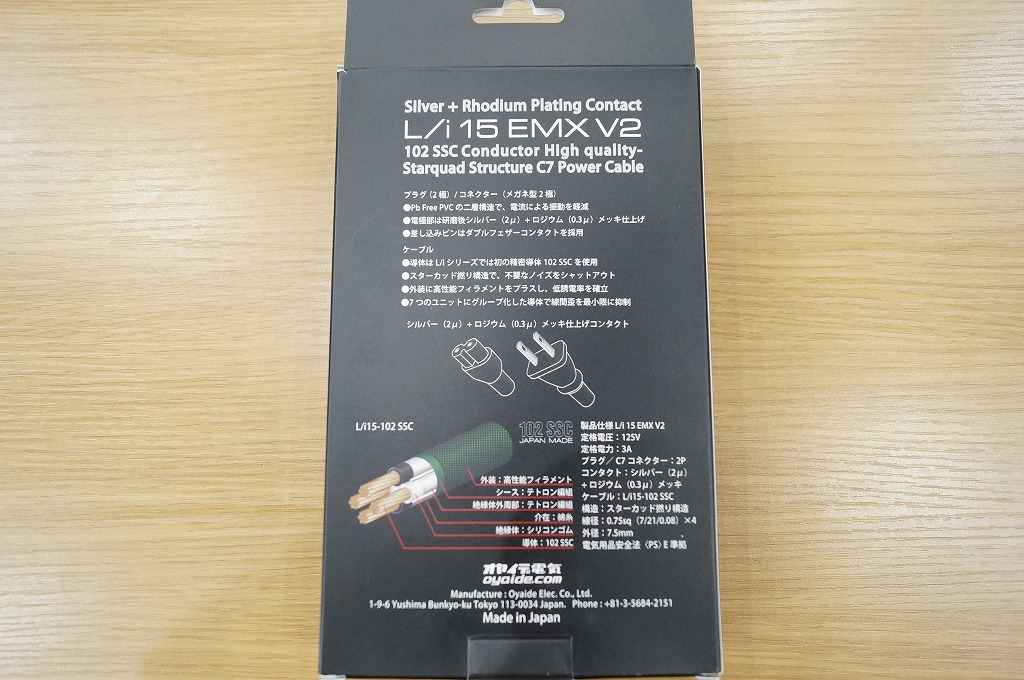 Silver + Rhodium Plating Contact
L/i 15 EMX V2
102 SSC Conductor High quality-
Starquad Structure C7 Power Cable
プラグ（2極）/コネクター（メガネ型2極）
●Pb Free PVCの二層構造で、電流による振動を軽減
●電極部は研磨後シルバー（2μ）+ロジウム（0.3μ）メッキ仕上げ
●差し込みピンはダブルフェザーコンタクトを採用
ケーブル
●導体はL/iシリーズでは初の精密導体102 SSCを使用
●スターカッド撚り構造で、不要なノイズをシャットアウト
●外装に高性能フィラメントをプラスし、低誘電率を確立
●7つのユニットにグループ化した導体で線間歪を最小限に抑制
シルバー（2μ）+ロジウム（0.3μ）メッキ仕上げコンタクト
L/i15-102 SSC
102 SSC
JAPAN MADE
外装：高性能フィラメント
シース：テトロン編組
絶縁体外周部：テトロン編組
介在：綿糸
絶縁体：シリコンゴム
導体：102 SSC
製品仕様 L/i 15 EMX V2
定格電圧：125V
定格電力：3A
プラグ／C7コネクター：2P
コンタクト：シルバー（2μ）
+ロジウム（0.3μ）メッキ
ケーブル：L/i15-102 SSC
構造：スターカッド撚り構造
線径：0.75sq（7/21/0.08）×4
外径：7.5mm 、
電気用品安全法〈PS〉E 準拠
オヤイデ電気
oyaide.com
Manufacture : Oyaide Elec. Co., Ltd.
1-9-6 Yushima Bunkyo-ku Tokyo 113-0034 Japan. Phone : +81-3-5684-2151
Made in Japan